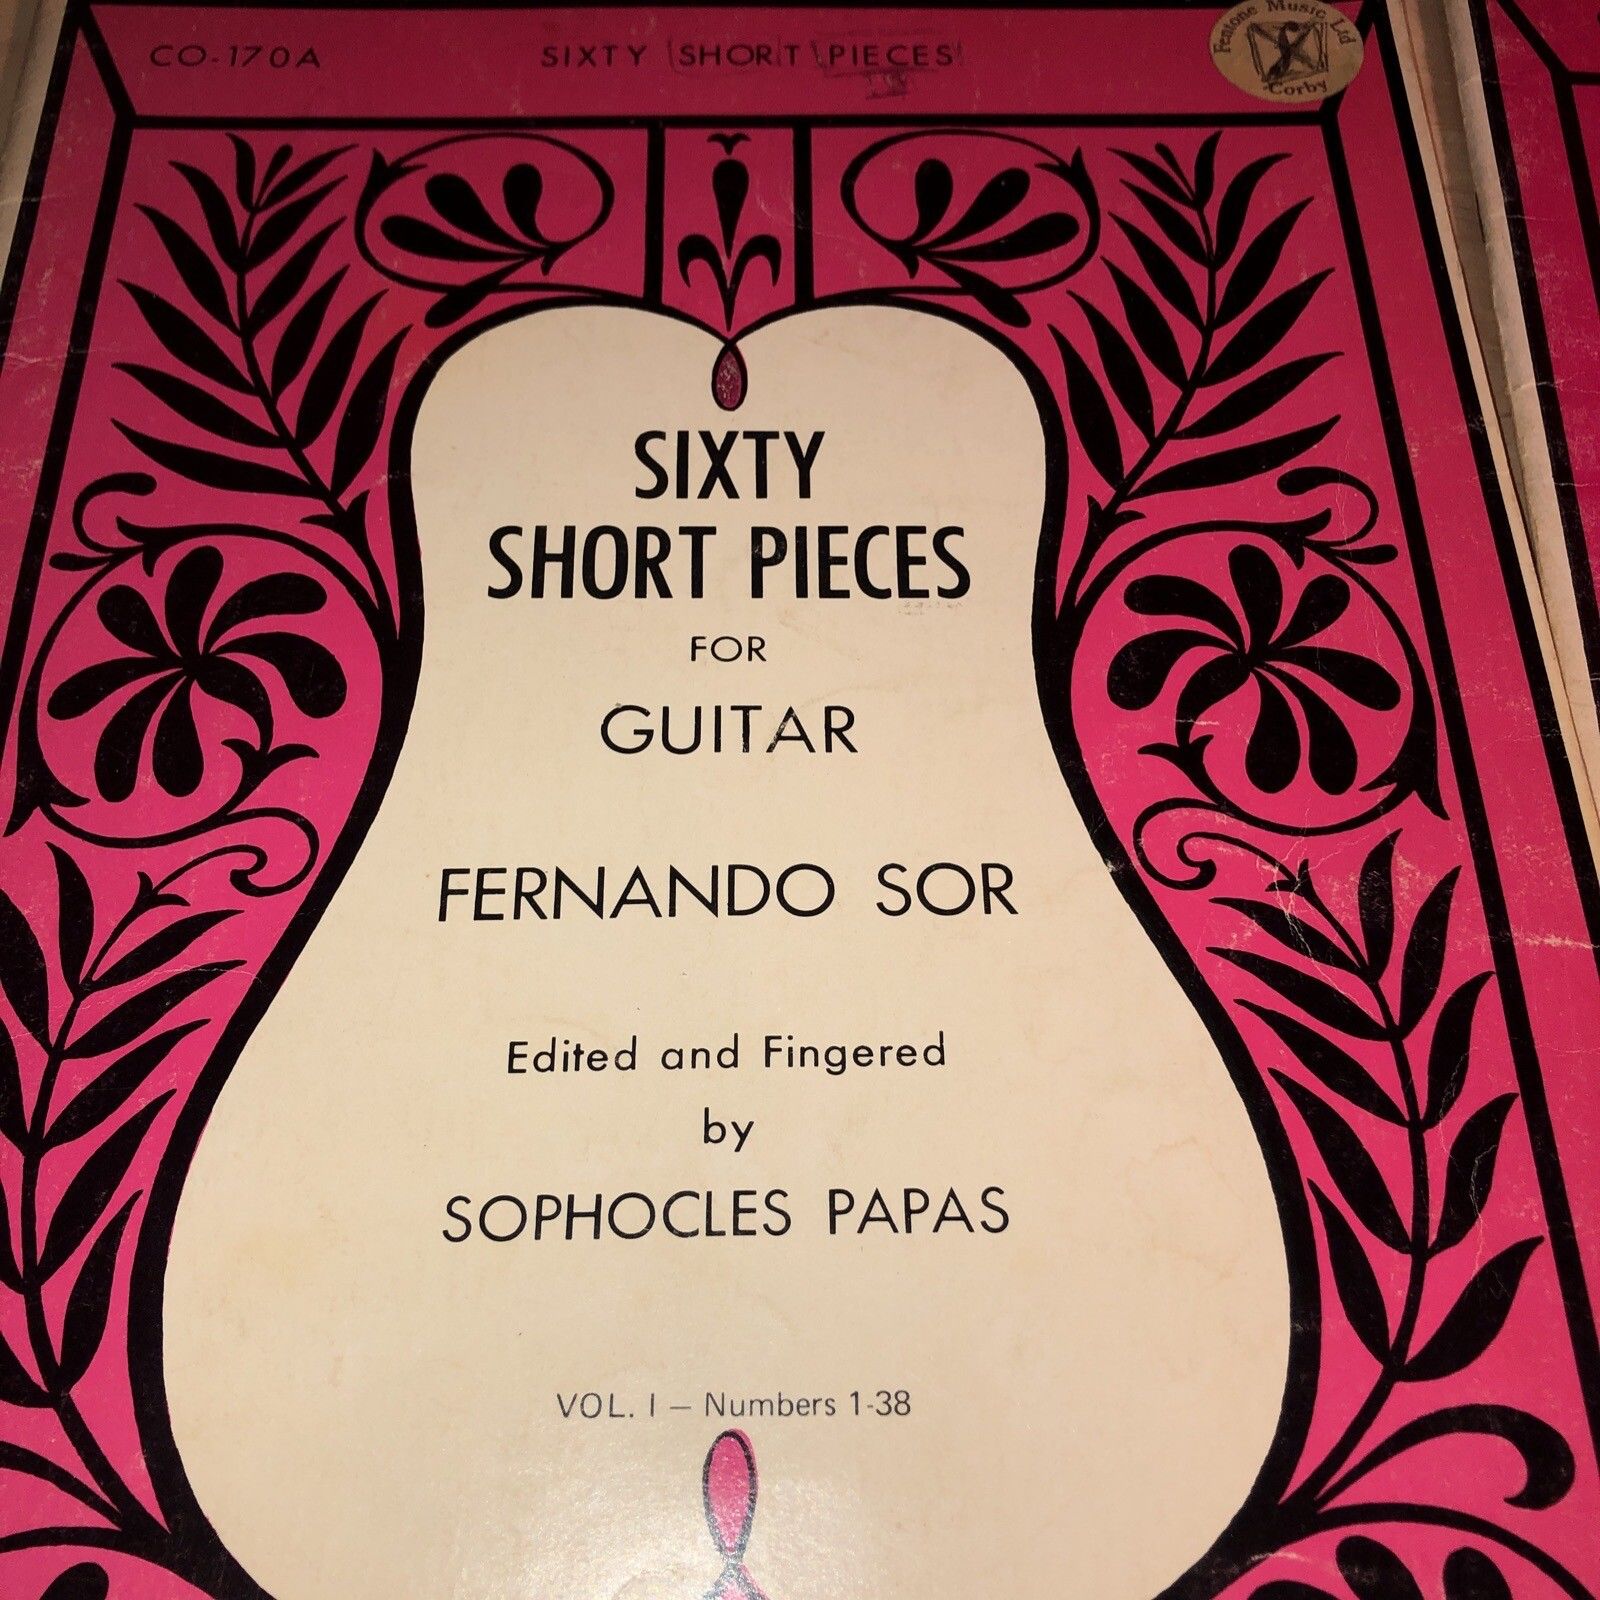 CO-170A
SIXTY SHORT PIECES
Fentone Music Ltd
Corby
SIXTY
SHORT PIECES
FOR
GUITAR
FERNANDO SOR
Edited and Fingered
by
SOPHOCLES PAPAS
VOL. I — Numbers 1-38